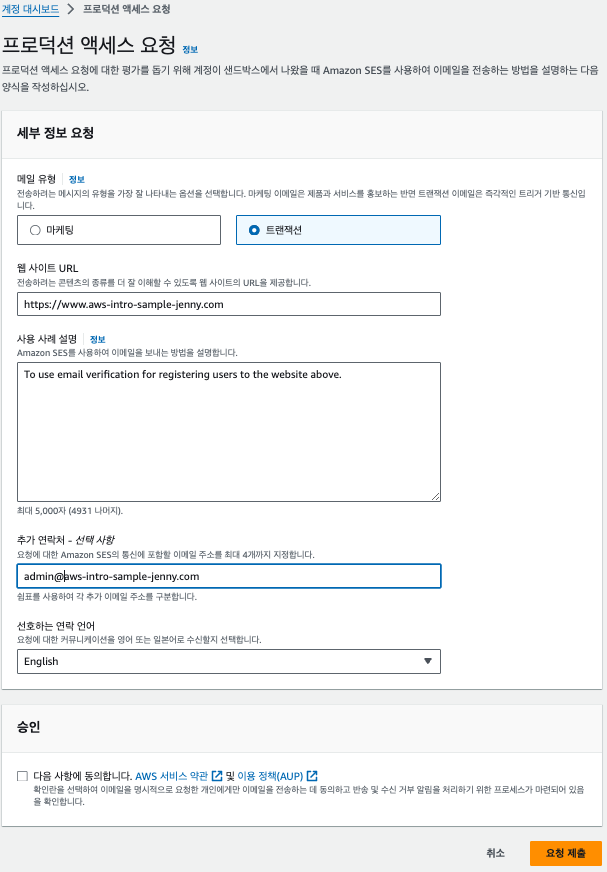 계정 대시보드 > 프로덕션 액세스 요청
프로덕션 액세스 요청 정보
프로덕션 액세스 요청에 대한 평가를 돕기 위해 계정이 샌드박스에서 나왔을 때 Amazon SES를 사용하여 이메일을 전송하는 방법을 설명하는 다음
양식을 작성하십시오.
세부 정보 요청
메일 유형 정보
전송하려는 메시지의 유형을 가장 잘 나타내는 옵션을 선택합니다. 마케팅 이메일은 제품과 서비스를 홍보하는 반면 트랜잭션 이메일은 즉각적인 트리거 기반 통신입
니다.
마케팅
트랜잭션
웹 사이트 URL
전송하려는 콘텐츠의 종류를 더 잘 이해할 수 있도록 웹 사이트의 URL을 제공합니다.
https://www.aws-intro-sample-jenny.com
사용 사례 설명 정보
Amazon SES를 사용하여 이메일을 보내는 방법을 설명합니다.
To use email verification for registering users to the website above.
최대 5,000자 (4931 나머지).
추가 연락처 - 선택 사항
요청에 대한 Amazon SES의 통신에 포함할 이메일 주소를 최대 4개까지 지정합니다.
admin@aws-intro-sample-jenny.com
쉼표를 사용하여 각 추가 이메일 주소를 구분합니다.
선호하는 연락 언어
요청에 대한 커뮤니케이션을 영어 또는 일본어로 수신할지 선택합니다.
English
승인
다음 사항에 동의합니다. AWS 서비스 약관 및 이용 정책(AUP)
확인란을 선택하여 이메일을 명시적으로 요청한 개인에게만 이메일을 전송하는 데 동의하고 반송 및 수신 거부 알림을 처리하기 위한 프로세스가 마련되어 있음
을 확인합니다.
취소
요청 제출